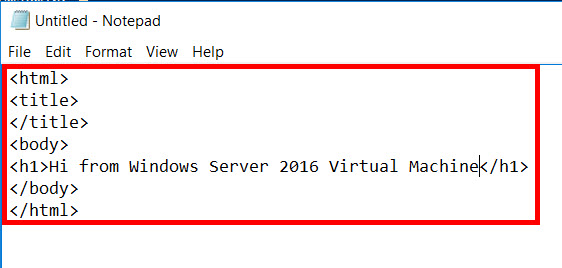 Untitled - Notepad
File Edit Format View Help
<html>
<title>
</title>
<body>
<h1>Hi from Windows Server 2016 Virtual Machine</h1>
</body>
</html>